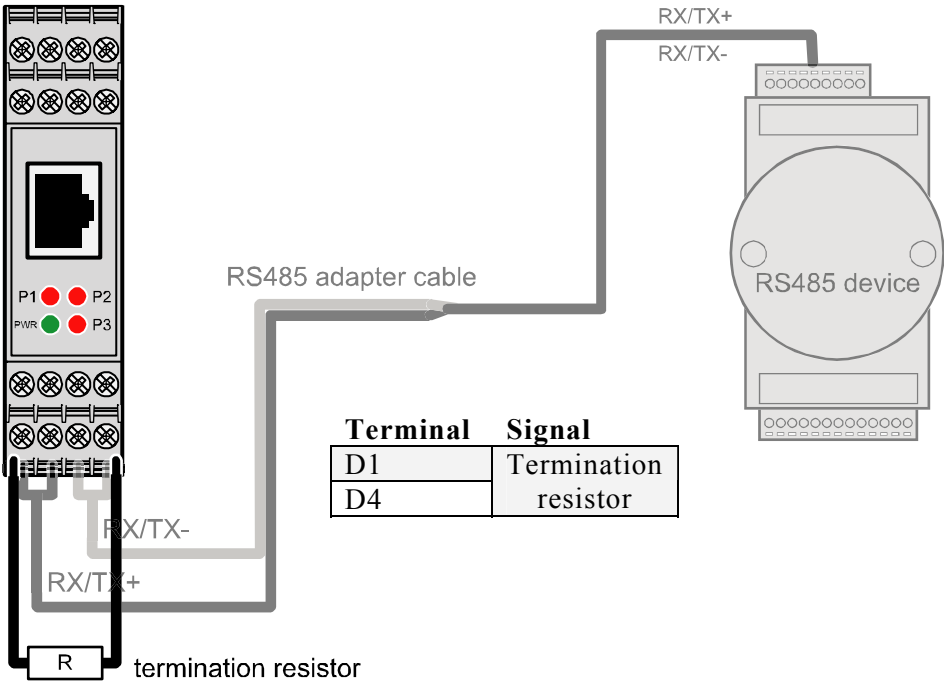 RX/TX+
RX/TX-
RS485 adapter cable
RS485 device
P1 P2
PWR P3
Terminal Signal
D1 Termination
D4 resistor
RX/TX-
RX/TX+
R
termination resistor